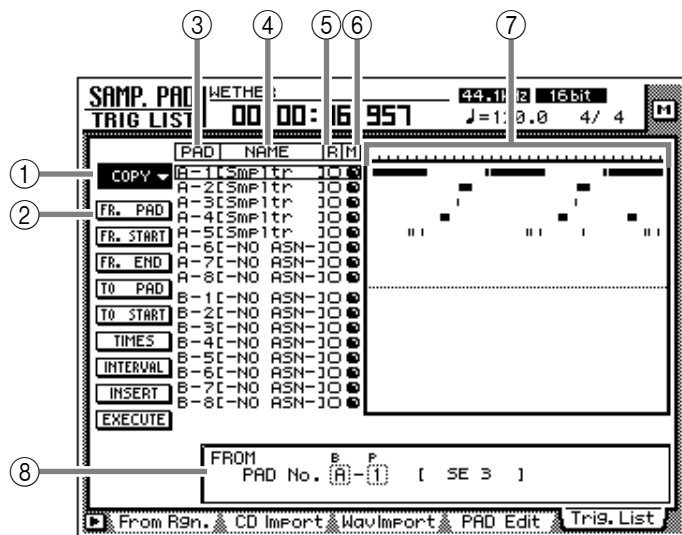 ③ ④ ⑤ ⑥ ⑦
SAMP. PAD WETHER 44.1kHz 16bit
TRIG LIST 00 00:16 957 ♩=120.0 4/ 4 M
PAD NAME R M
① COPY
A-1[Smpltr ]
A-2[Smpltr ]
② FR. PAD
A-3[Smpltr ]
A-4[Smpltr ]
FR. START A-5[Smpltr ]
A-6[-NO ASN-]
FR. END A-7[-NO ASN-]
A-8[-NO ASN-]
TO PAD
B-1[-NO ASN-]
TO START B-2[-NO ASN-]
B-3[-NO ASN-]
TIMES B-4[-NO ASN-]
B-5[-NO ASN-]
INTERVAL B-6[-NO ASN-]
INSERT B-7[-NO ASN-]
B-8[-NO ASN-]
EXECUTE
FROM B P
⑧ PAD No. A-1 [ SE 3 ]
From Rgn. CD Import WavImport PAD Edit Trig. List